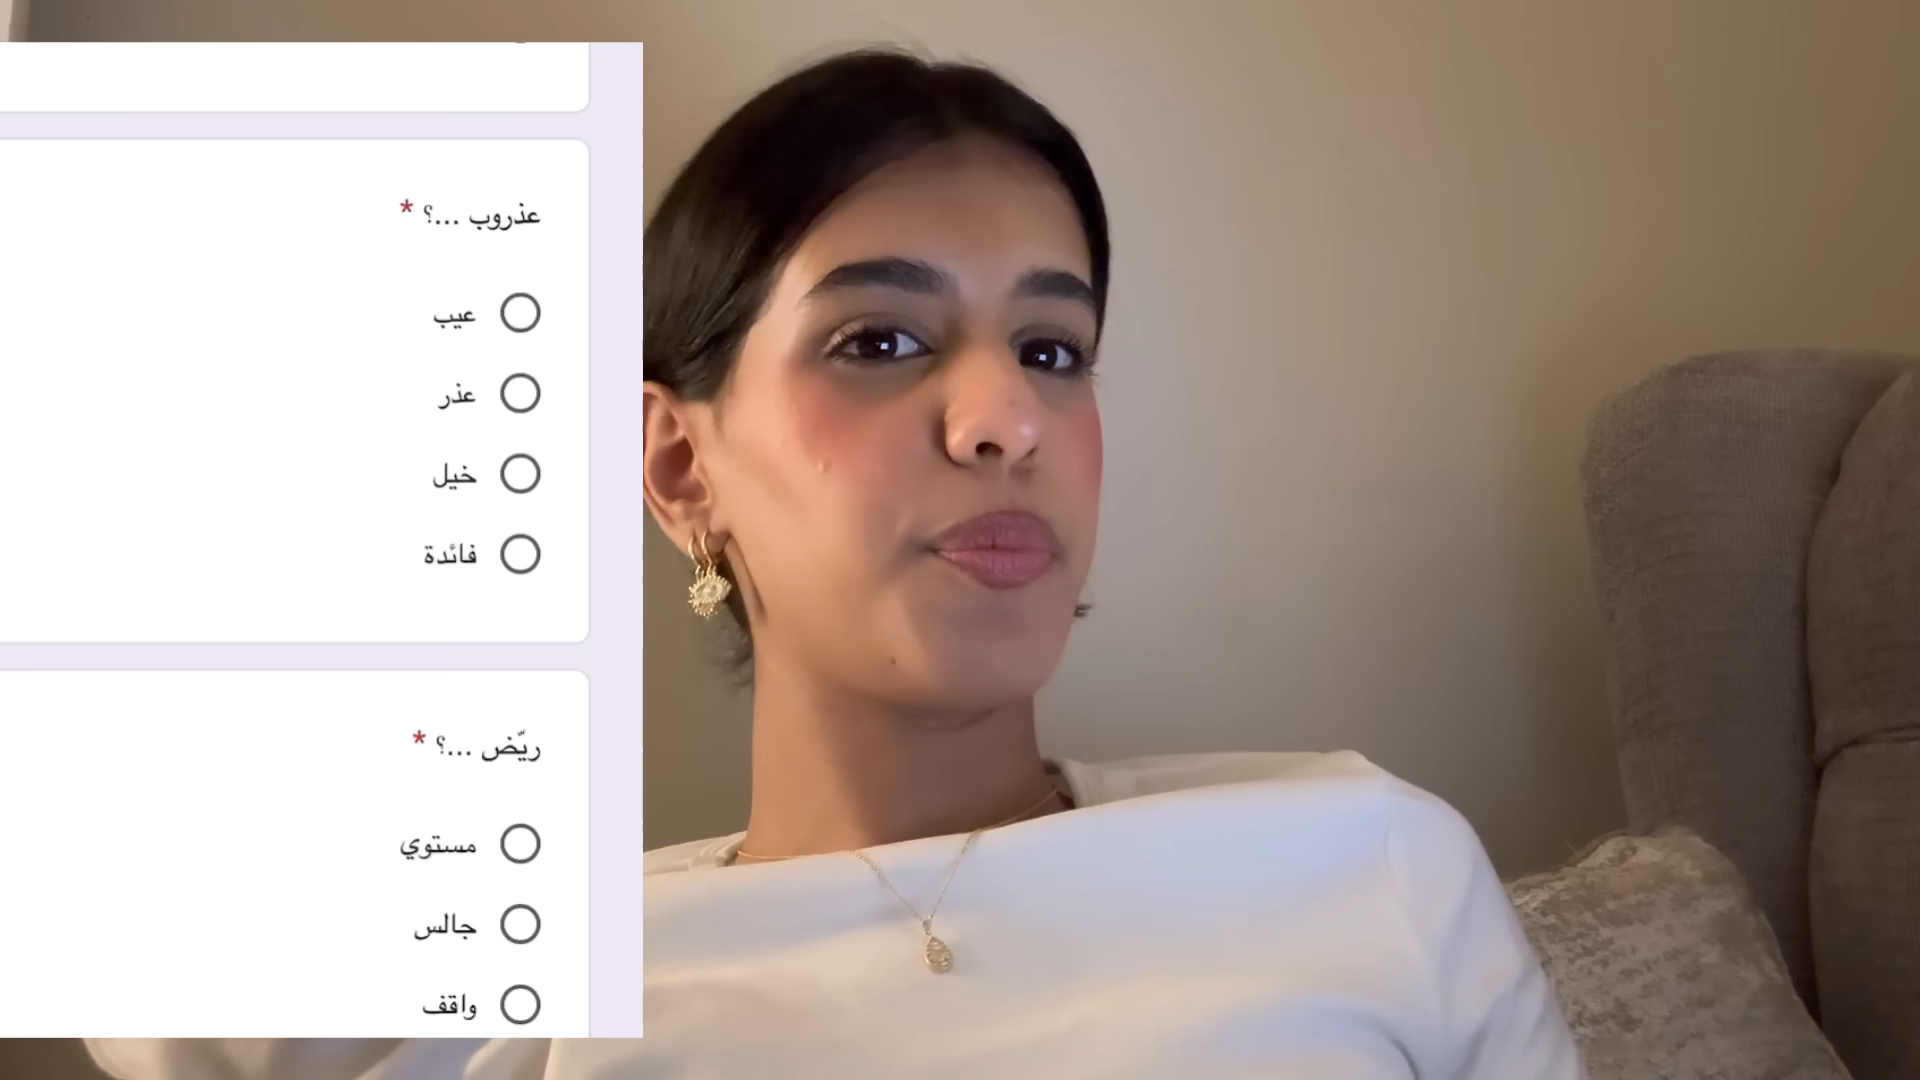 عذروب ...؟ *
عيب
عذر
خيل
فائدة
ريّض ...؟ *
مستوي
جالس
واقف